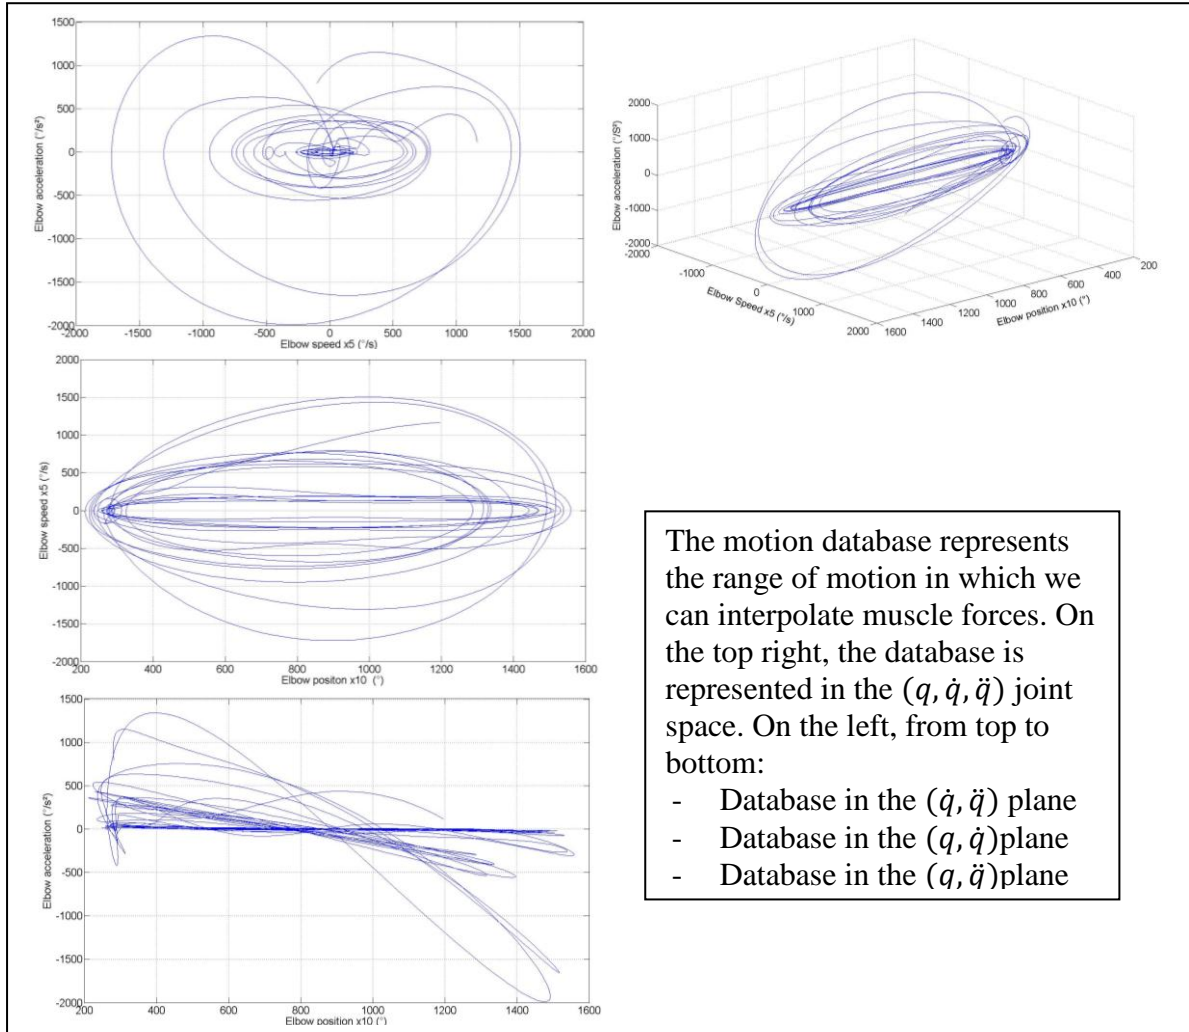 1500
1000
500
0
-500
-1000
-1500
-2000
Elbow acceleration (°/s²)
-2000 -1500 -1000 -500 0 500 1000 1500 2000
Elbow speed x5 (°/s)
2000
1000
0
-1000
-2000
Elbow acceleration (°/S²)
-2000 -1000 0 1000 2000
Elbow Speed x5 (°/s)
1600 1400 1200 1000 800 600 400 200
Elbow position x10 (°)
2000
1500
1000
500
0
-500
-1000
-1500
-2000
Elbow speed x5 (°/s)
200 400 600 800 1000 1200 1400 1600
Elbow positon x10 (°)
1500
1000
500
0
-500
-1000
-1500
-2000
Elbow acceleration (°/s²)
200 400 600 800 1000 1200 1400 1600
Elbow position x10 (°)
The motion database represents
the range of motion in which we
can interpolate muscle forces. On
the top right, the database is
represented in the (q, q̇, q̈) joint
space. On the left, from top to
bottom:
- Database in the (q̇, q̈) plane
- Database in the (q, q̇)plane
- Database in the (q, q̈)plane